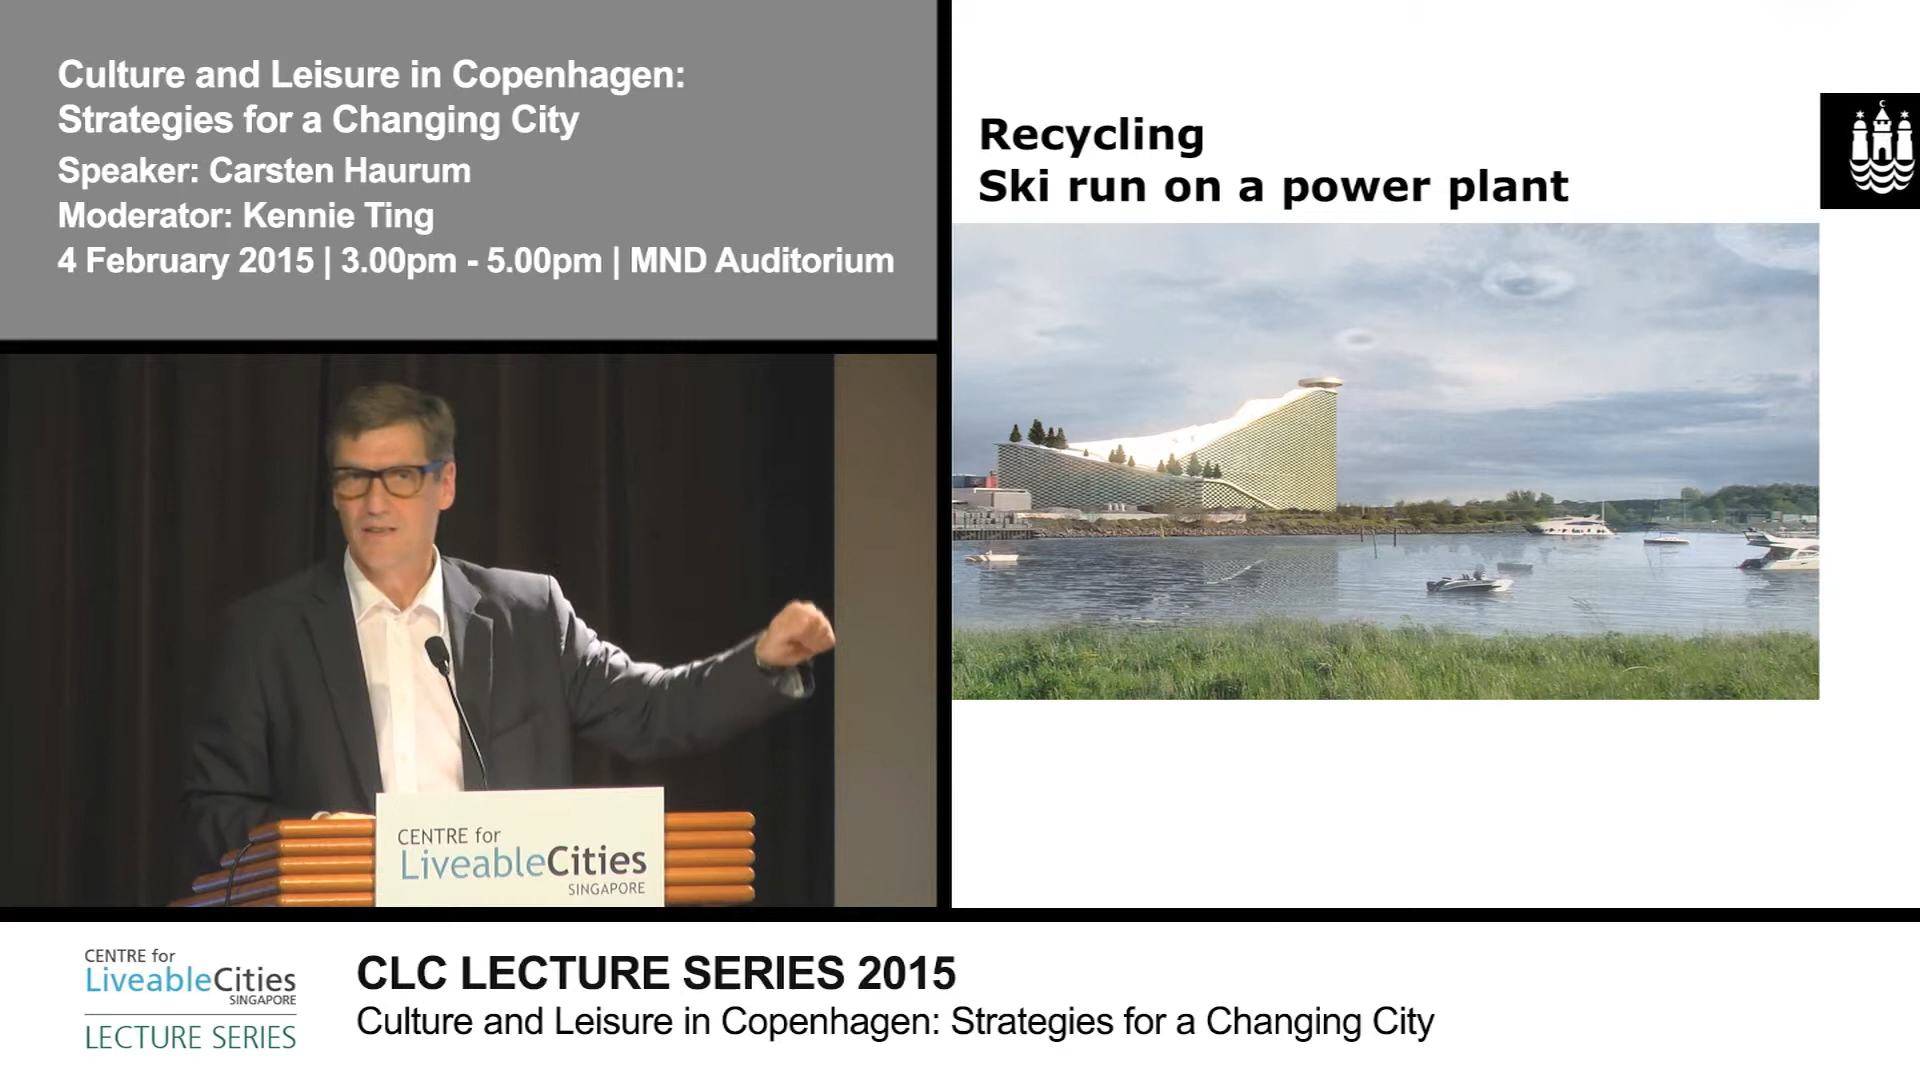 Culture and Leisure in Copenhagen:
Strategies for a Changing City
Speaker: Carsten Haurum
Moderator: Kennie Ting
4 February 2015 | 3.00pm - 5.00pm | MND Auditorium
Recycling
Ski run on a power plant
CENTRE for
LiveableCities
SINGAPORE
CENTRE for
LiveableCities
SINGAPORE
LECTURE SERIES
CLC LECTURE SERIES 2015
Culture and Leisure in Copenhagen: Strategies for a Changing City